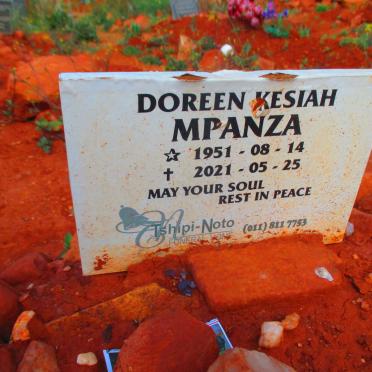 DOREEN KESIAH
MPANZA
☆ 1951 - 08 - 14
✝ 2021 - 05 - 25
MAY YOUR SOUL
REST IN PEACE
Tshipi-Noto (011) 811 7753
FUNERAL